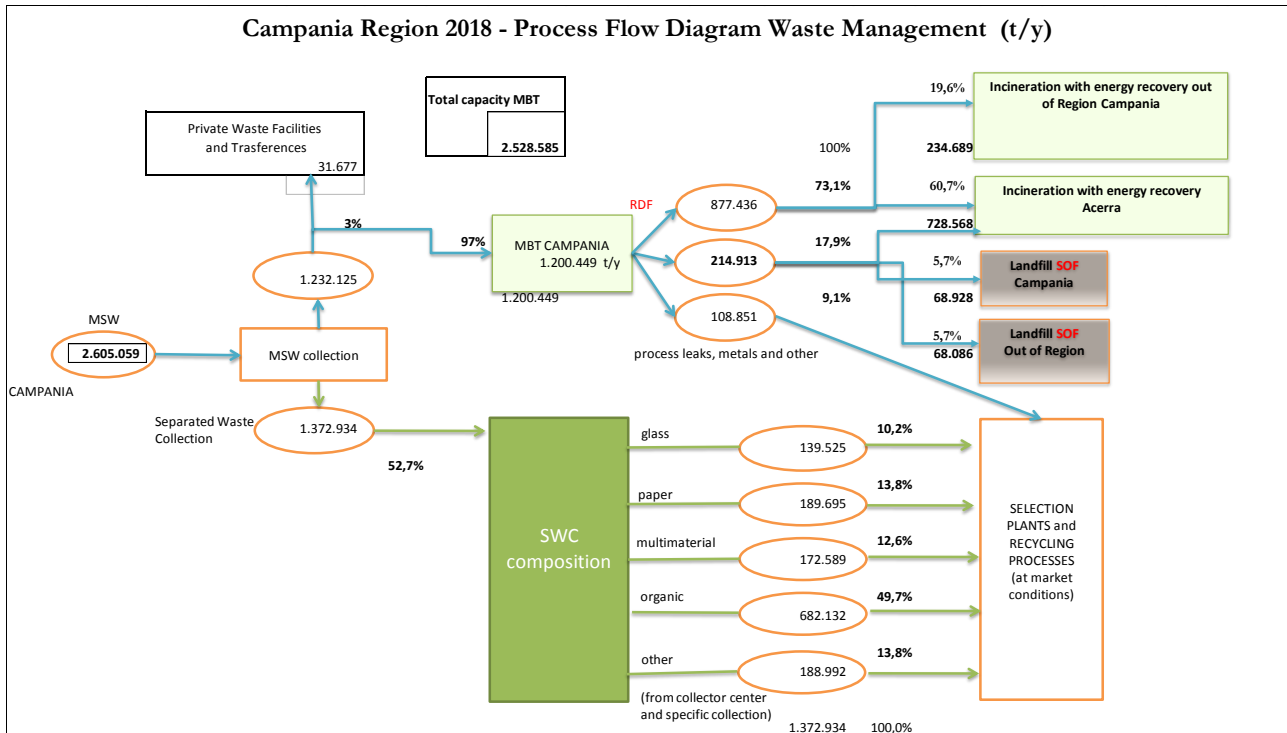 Campania Region 2018 - Process Flow Diagram Waste Management (t/y)
Private Waste Facilities
and Trasferences
31.677
Total capacity MBT
2.528.585
19,6%
Incineration with energy recovery out
of Region Campania
100%
234.689
73,1%
60,7%
Incineration with energy recovery
Acerra
728.568
RDF
877.436
3%
97%
MBT CAMPANIA
1.200.449 t/y
1.200.449
17,9%
214.913
5,7%
Landfill SOF
Campania
68.928
1.232.125
9,1%
108.851
process leaks, metals and other
5,7%
68.086
Landfill SOF
Out of Region
MSW
2.605.059
CAMPANIA
MSW collection
Separated Waste
Collection
1.372.934
52,7%
SWC
composition
glass
139.525
10,2%
paper
189.695
13,8%
multimaterial
172.589
12,6%
organic
682.132
49,7%
other
188.992
13,8%
(from collector center
and specific collection)
1.372.934 100,0%
SELECTION
PLANTS and
RECYCLING
PROCESSES
(at market
conditions)